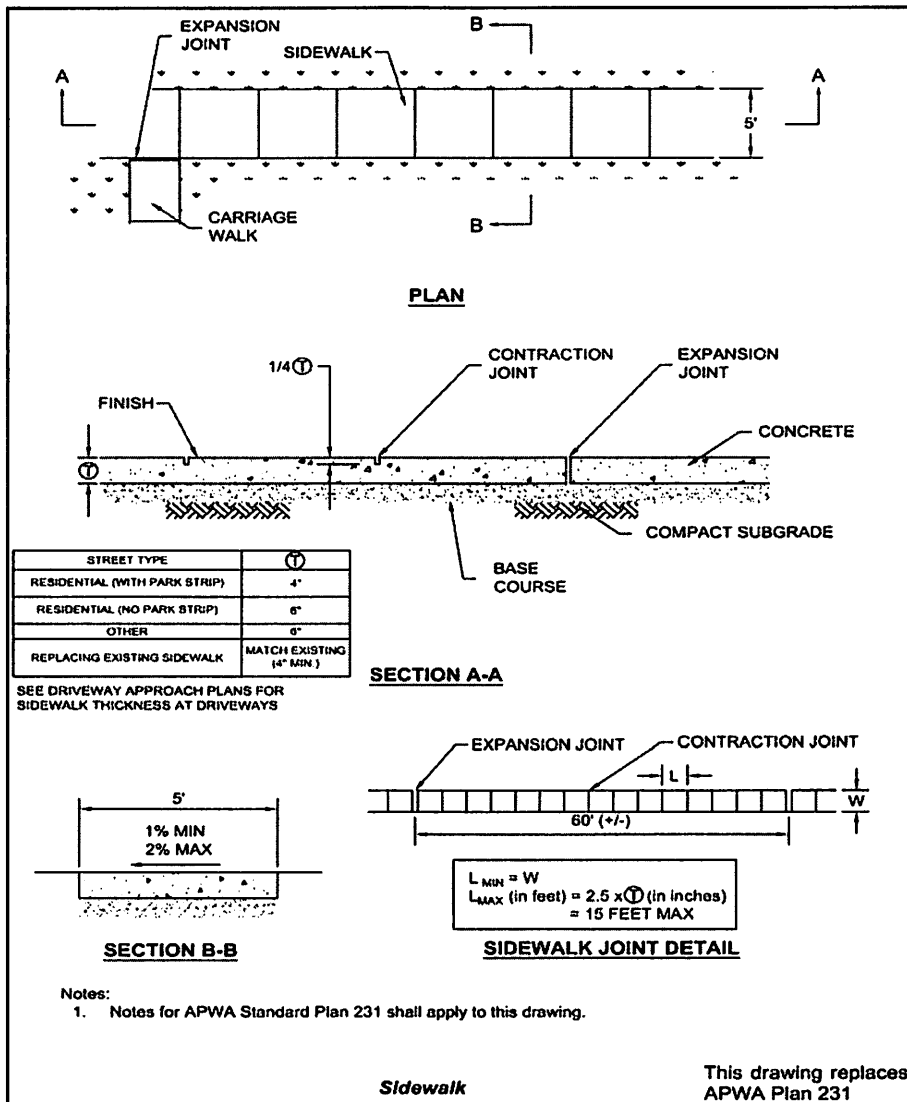 EXPANSION
JOINT
SIDEWALK
B
A
A
5'
CARRIAGE
WALK
B
PLAN
1/4 Ⓣ
CONTRACTION
JOINT
EXPANSION
JOINT
FINISH
CONCRETE
Ⓣ
COMPACT SUBGRADE
BASE
COURSE
STREET TYPE Ⓣ
RESIDENTIAL (WITH PARK STRIP) 4"
RESIDENTIAL (NO PARK STRIP) 6"
OTHER 6"
REPLACING EXISTING SIDEWALK MATCH EXISTING
(4" MIN.)
SEE DRIVEWAY APPROACH PLANS FOR
SIDEWALK THICKNESS AT DRIVEWAYS
SECTION A-A
EXPANSION JOINT
CONTRACTION JOINT
L
W
60' (+/-)
5'
1% MIN
2% MAX
SECTION B-B
L MIN = W
LMAX (in feet) = 2.5 x Ⓣ (in inches)
= 15 FEET MAX
SIDEWALK JOINT DETAIL
Notes:
1. Notes for APWA Standard Plan 231 shall apply to this drawing.
Sidewalk
This drawing replaces
APWA Plan 231